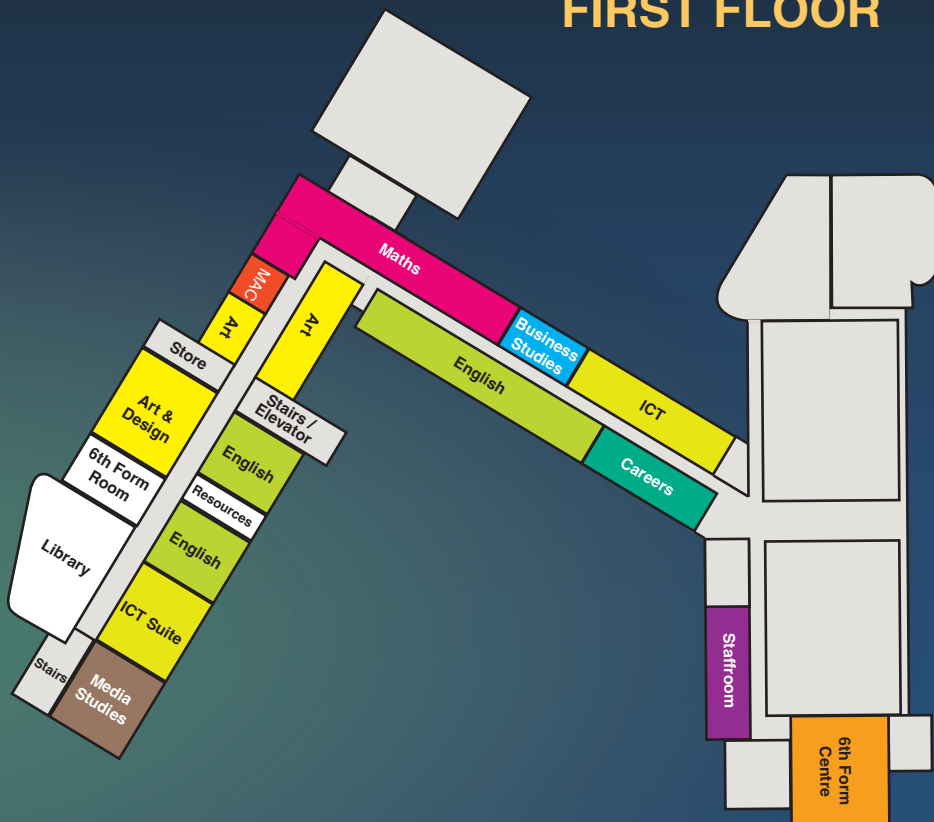 FIRST FLOOR
Maths
MAC
Art
Art
Business
Studies
Store
English
ICT
Stairs /
Elevator
Art &
Design
English
Careers
6th Form
Room
Resources
Library
English
ICT Suite
Stairs
Media
Studies
Staffroom
6th Form
Centre